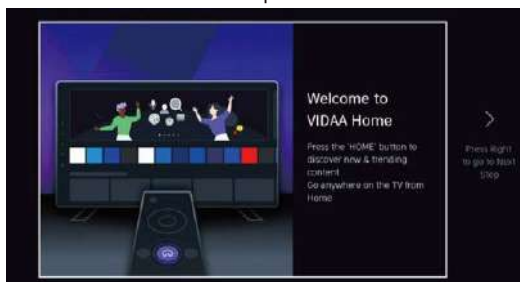 Welcome to
VIDAA Home
Press the 'HOME' button to
discover new & trending
content
Go anywhere on the TV from
Home
Press Right
to go to Next
Step